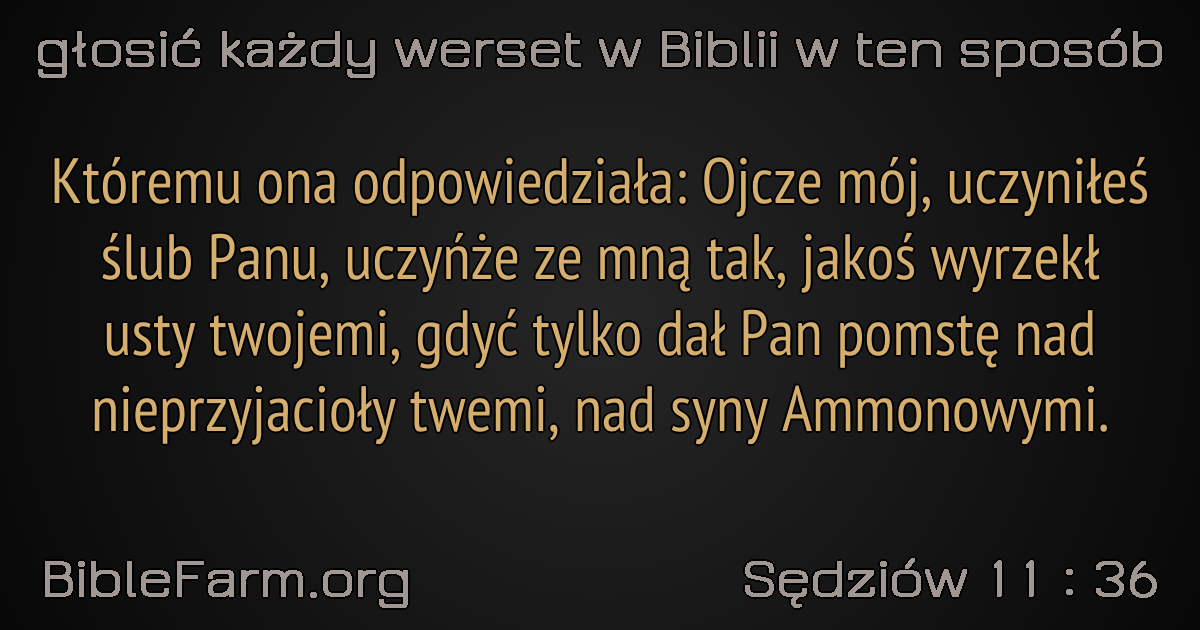 głosić każdy werset w Biblii w ten sposób
Któremu ona odpowiedziała: Ojcze mój, uczyniłeś
ślub Panu, uczyńże ze mną tak, jakoś wyrzekł
usty twojemi, gdyć tylko dał Pan pomstę nad
nieprzyjacioły twemi, nad syny Ammonowymi.
BibleFarm.org
Sędziów 11 : 36